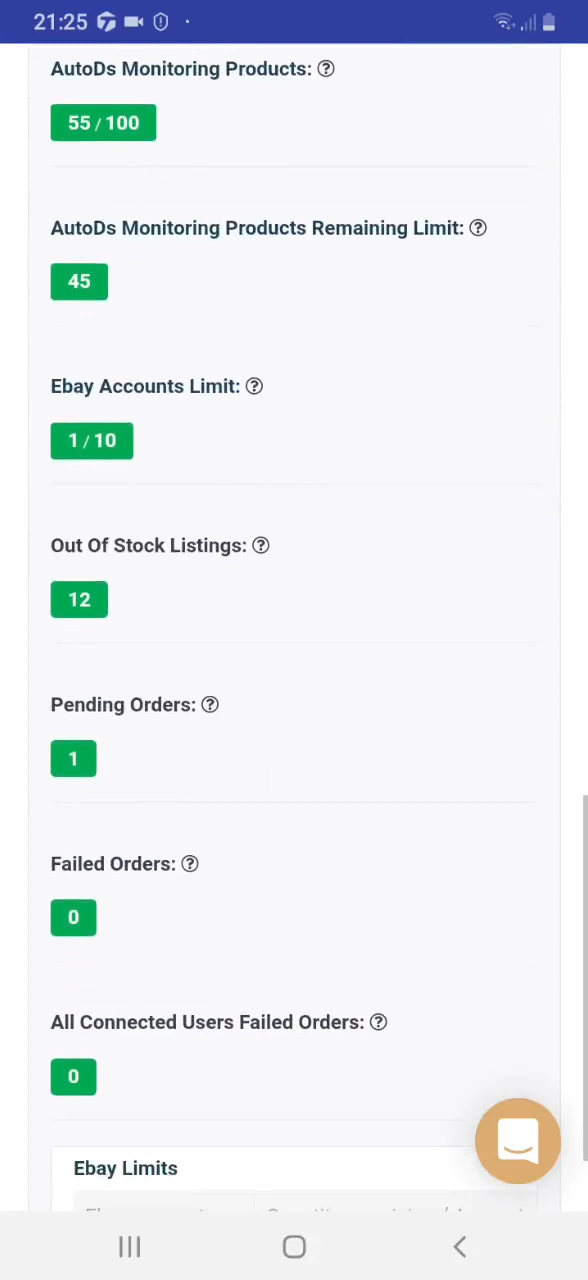 21:25
AutoDs Monitoring Products:
55 / 100
AutoDs Monitoring Products Remaining Limit:
45
Ebay Accounts Limit:
1 / 10
Out Of Stock Listings:
12
Pending Orders:
1
Failed Orders:
0
All Connected Users Failed Orders:
0
Ebay Limits